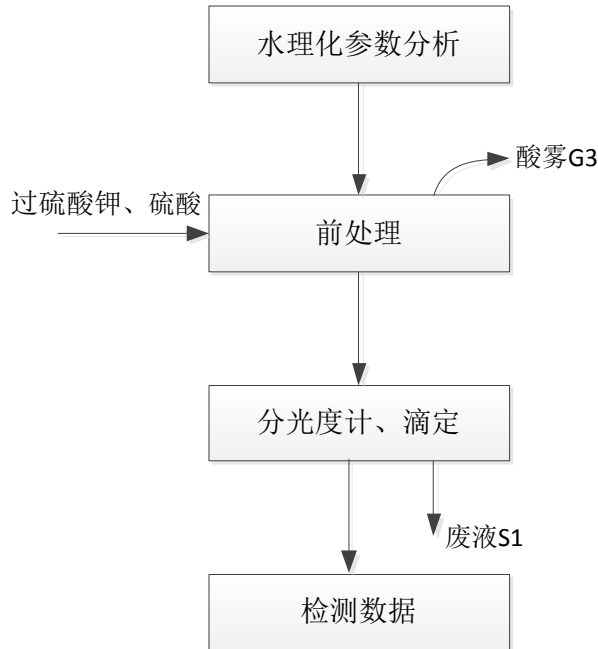 水理化参数分析
酸雾G3
过硫酸钾、硫酸
前处理
分光度计、滴定
废液S1
检测数据